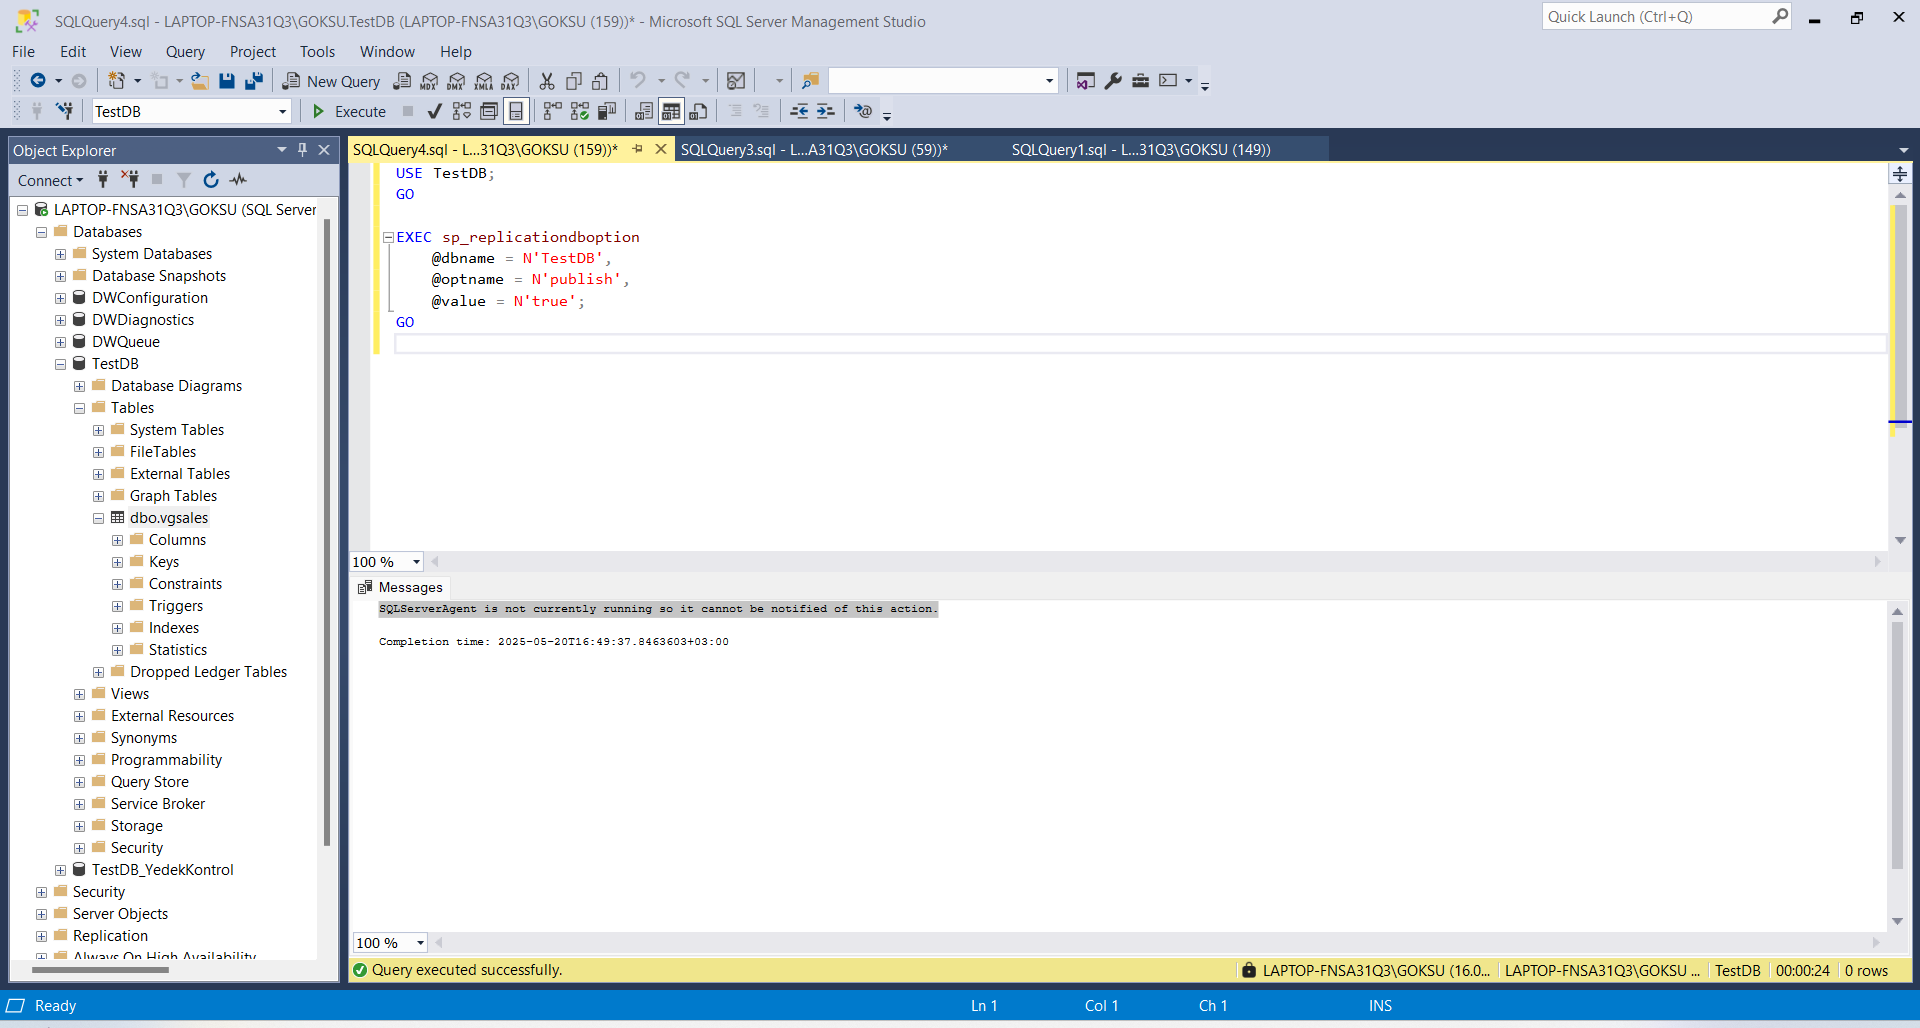 SQLQuery4.sql - LAPTOP-FNSA31Q3\GOKSU.TestDB (LAPTOP-FNSA31Q3\GOKSU (159))* - Microsoft SQL Server Management Studio
Quick Launch (Ctrl+Q)
File Edit View Query Project Tools Window Help
New Query
MDX DMX XMLA DAX
TestDB
Execute
Object Explorer
Connect
LAPTOP-FNSA31Q3\GOKSU (SQL Server
Databases
System Databases
Database Snapshots
DWConfiguration
DWDiagnostics
DWQueue
TestDB
Database Diagrams
Tables
System Tables
FileTables
External Tables
Graph Tables
dbo.vgsales
Columns
Keys
Constraints
Triggers
Indexes
Statistics
Dropped Ledger Tables
Views
External Resources
Synonyms
Programmability
Query Store
Service Broker
Storage
Security
TestDB_YedekKontrol
Security
Server Objects
Replication
Always On High Availability
SQLQuery4.sql - L...31Q3\GOKSU (159))*
SQLQuery3.sql - L...A31Q3\GOKSU (59))*
SQLQuery1.sql - L...31Q3\GOKSU (149))
USE TestDB;
GO
EXEC sp_replicationdboption
@dbname = N'TestDB',
@optname = N'publish',
@value = N'true';
GO
100 %
Messages
SQLServerAgent is not currently running so it cannot be notified of this action.
Completion time: 2025-05-20T16:49:37.8463603+03:00
100 %
Query executed successfully.
LAPTOP-FNSA31Q3\GOKSU (16.0... LAPTOP-FNSA31Q3\GOKSU ... TestDB 00:00:24 0 rows
Ready
Ln 1 Col 1 Ch 1 INS